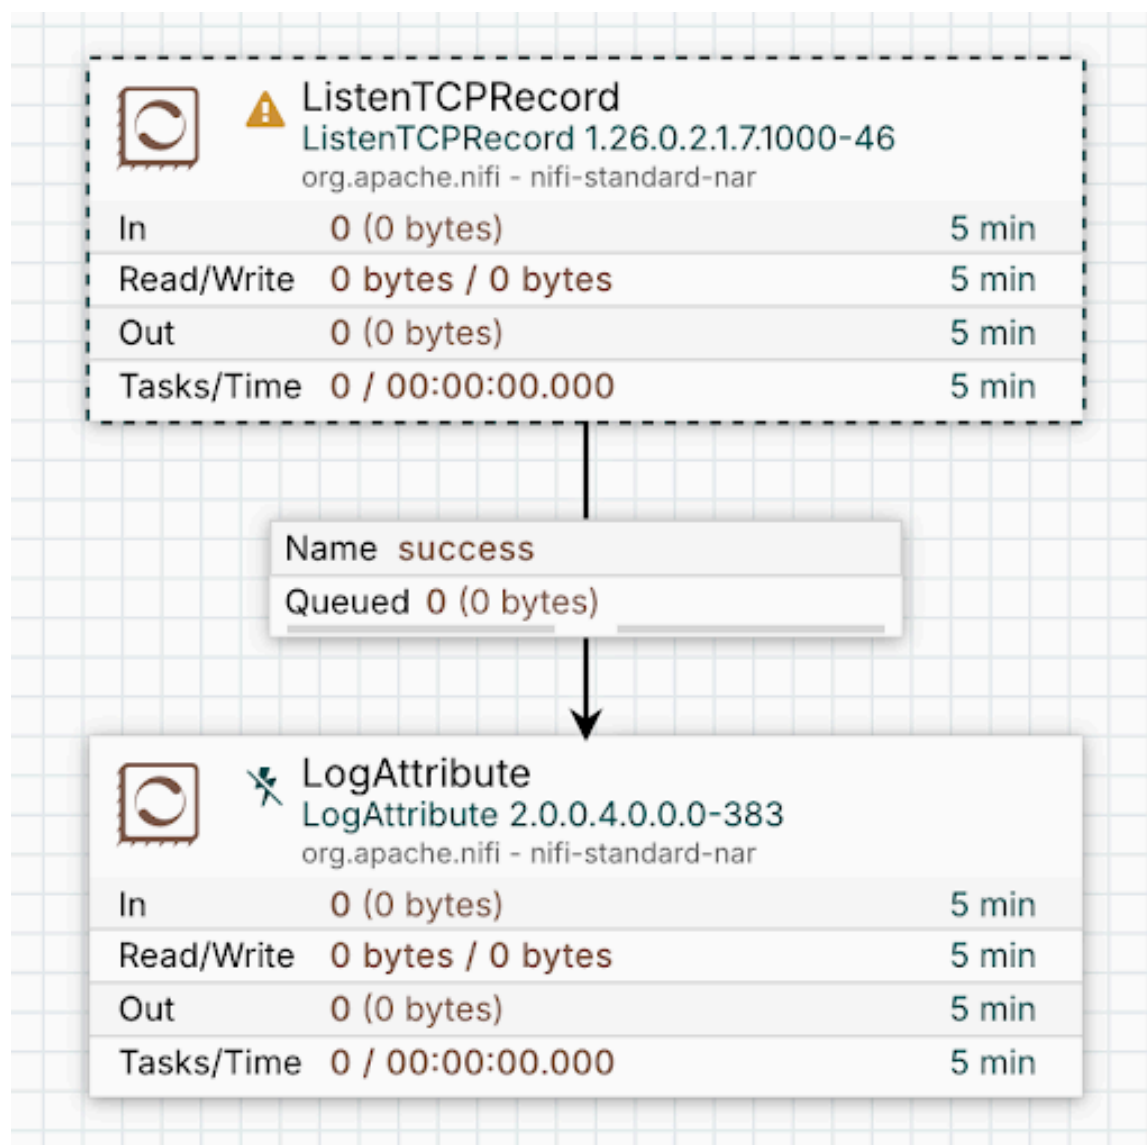 ListenTCPRecord
ListenTCPRecord 1.26.0.2.1.7.1000-46
org.apache.nifi - nifi-standard-nar
In 0 (0 bytes) 5 min
Read/Write 0 bytes / 0 bytes 5 min
Out 0 (0 bytes) 5 min
Tasks/Time 0 / 00:00:00.000 5 min
Name success
Queued 0 (0 bytes)
LogAttribute
LogAttribute 2.0.0.4.0.0.0-383
org.apache.nifi - nifi-standard-nar
In 0 (0 bytes) 5 min
Read/Write 0 bytes / 0 bytes 5 min
Out 0 (0 bytes) 5 min
Tasks/Time 0 / 00:00:00.000 5 min